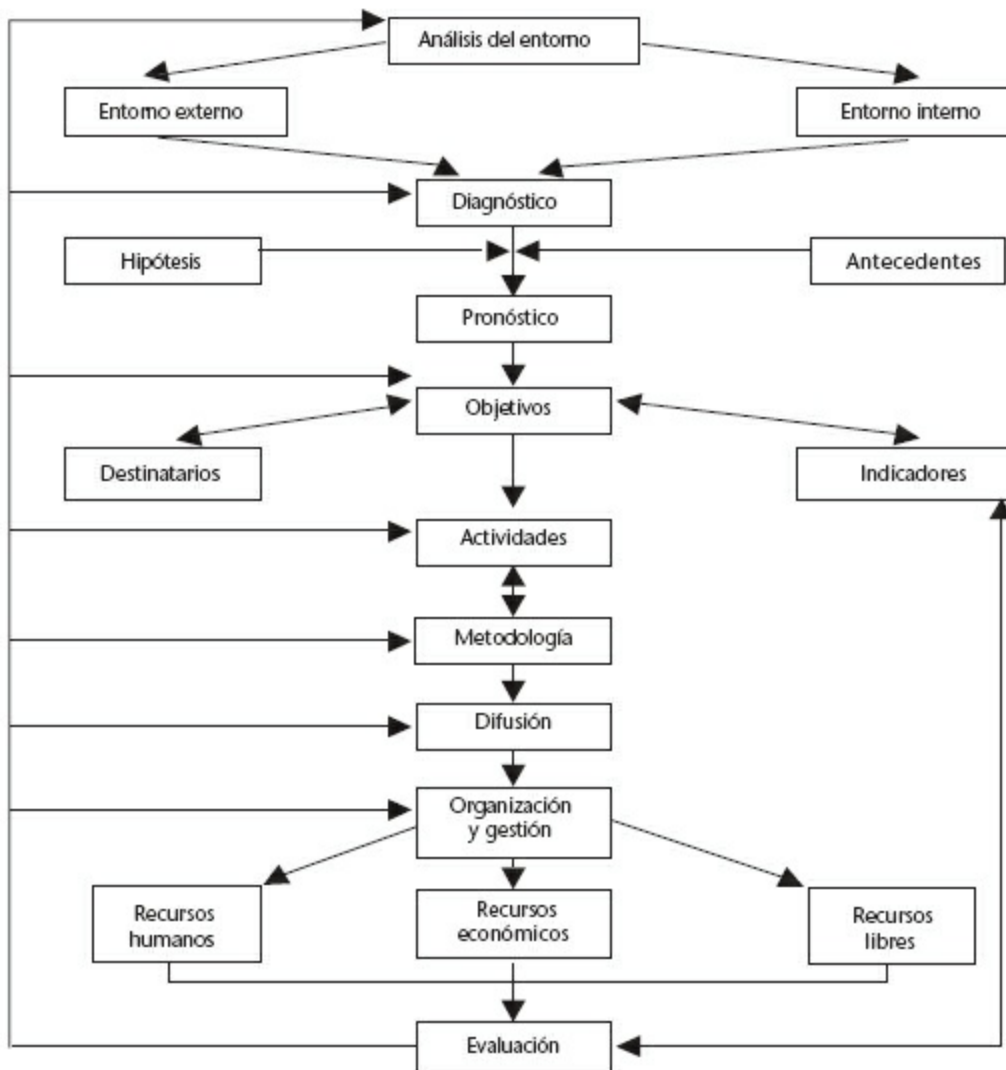 Análisis del entorno
Entorno externo
Entorno interno
Diagnóstico
Hipótesis
Antecedentes
Pronóstico
Objetivos
Destinatarios
Indicadores
Actividades
Metodología
Difusión
Organización
y gestión
Recursos
humanos
Recursos
económicos
Recursos
libres
Evaluación